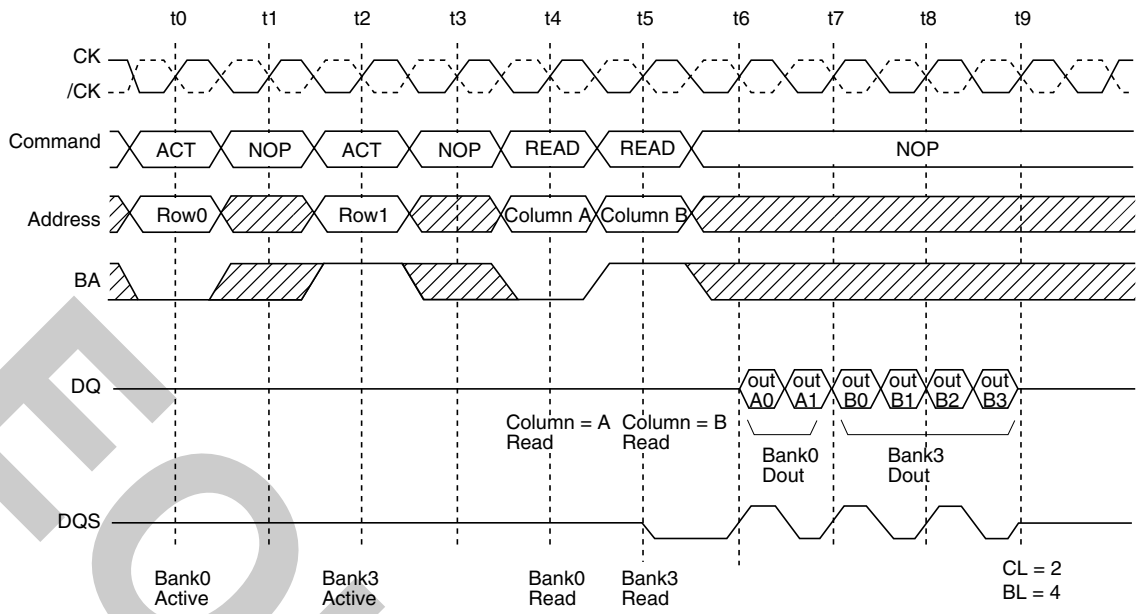 t0 t1 t2 t3 t4 t5 t6 t7 t8 t9
CK
/CK
Command ACT NOP ACT NOP READ READ NOP
Address Row0 Row1 Column A Column B
BA
DQ
out A0
out A1
out B0
out B1
out B2
out B3
Column = A
Read
Column = B
Read
Bank0
Dout
Bank3
Dout
DQS
Bank0
Active
Bank3
Active
Bank0
Read
Bank3
Read
CL = 2
BL = 4